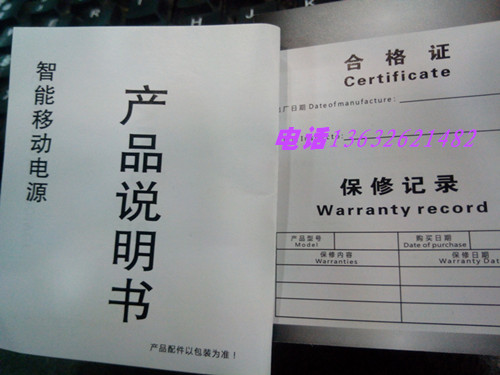 智能移动电源
产品说明书
产品配件以包装为准！
合格证
Certificate
出厂日期 Date of manufacture:
电话13632621482
保修记录
Warranty record
产品型号
Model
购买日期
Date of purchase
保修内容
Warranties
保修日期
Warranty Dat